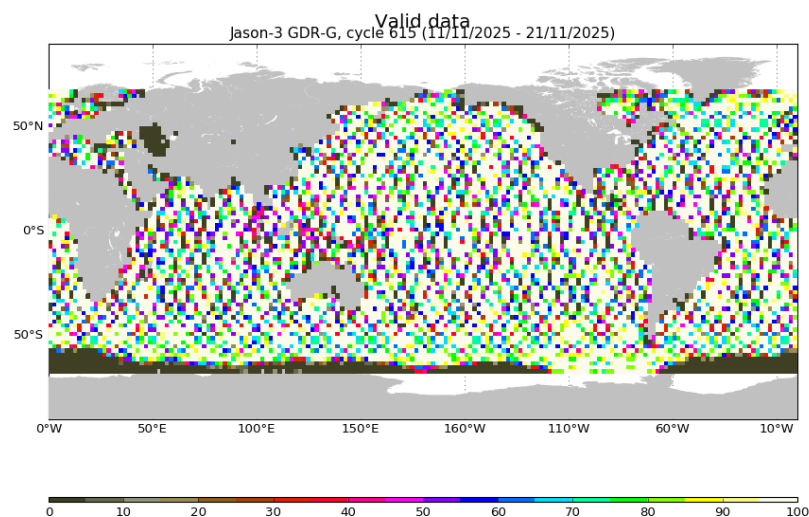 Valid data
Jason-3 GDR-G, cycle 615 (11/11/2025 - 21/11/2025)
50°N
0°S
50°S
0°W 50°E 100°E 150°E 160°W 110°W 60°W 10°W
0 10 20 30 40 50 60 70 80 90 100